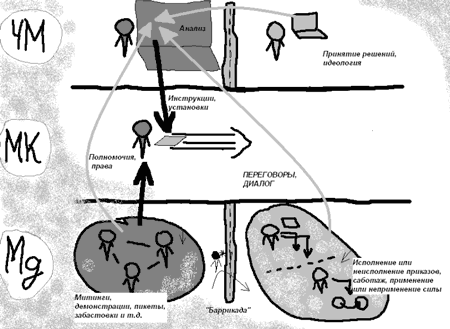 ЧМ
Анализ
Принятие решений,
идеология
Инструкции,
установки
МК
Полномочия,
права
ПЕРЕГОВОРЫ,
ДИАЛОГ
Мд
Митинги,
демонстрации, пикеты,
забастовки и т.д.
"Баррикада"
Исполнение или
неисполнение приказов,
саботаж, применение
или неприменение силы